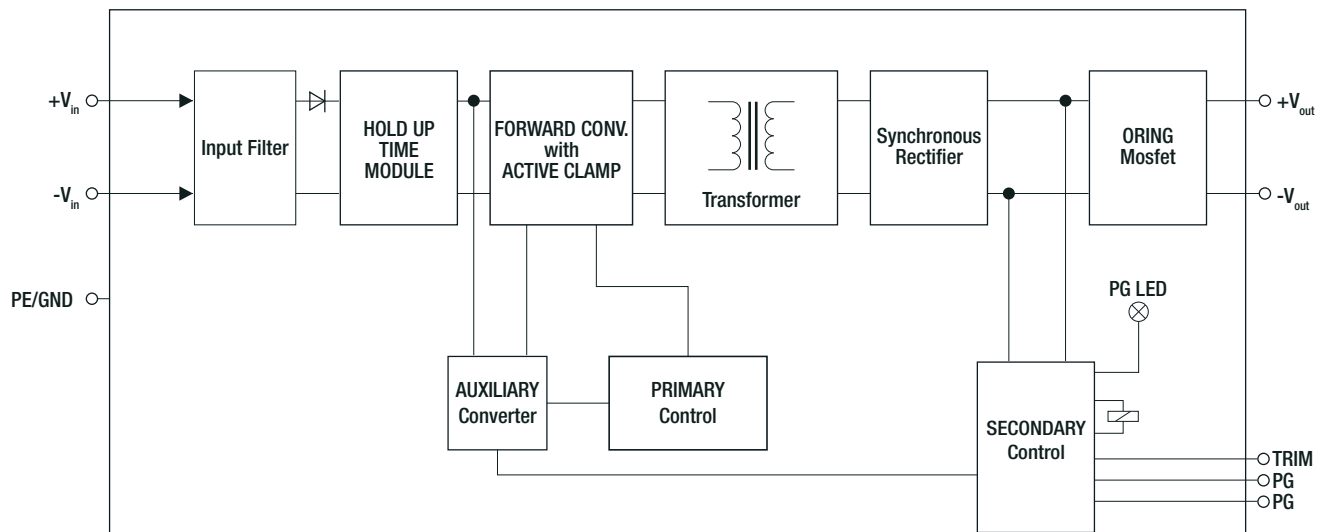 +Vin
-Vin
PE/GND
Input Filter
HOLD UP
TIME
MODULE
FORWARD CONV.
with
ACTIVE CLAMP
Transformer
Synchronous
Rectifier
ORING
Mosfet
+Vout
-Vout
PG LED
AUXILIARY
Converter
PRIMARY
Control
SECONDARY
Control
TRIM
PG
PG